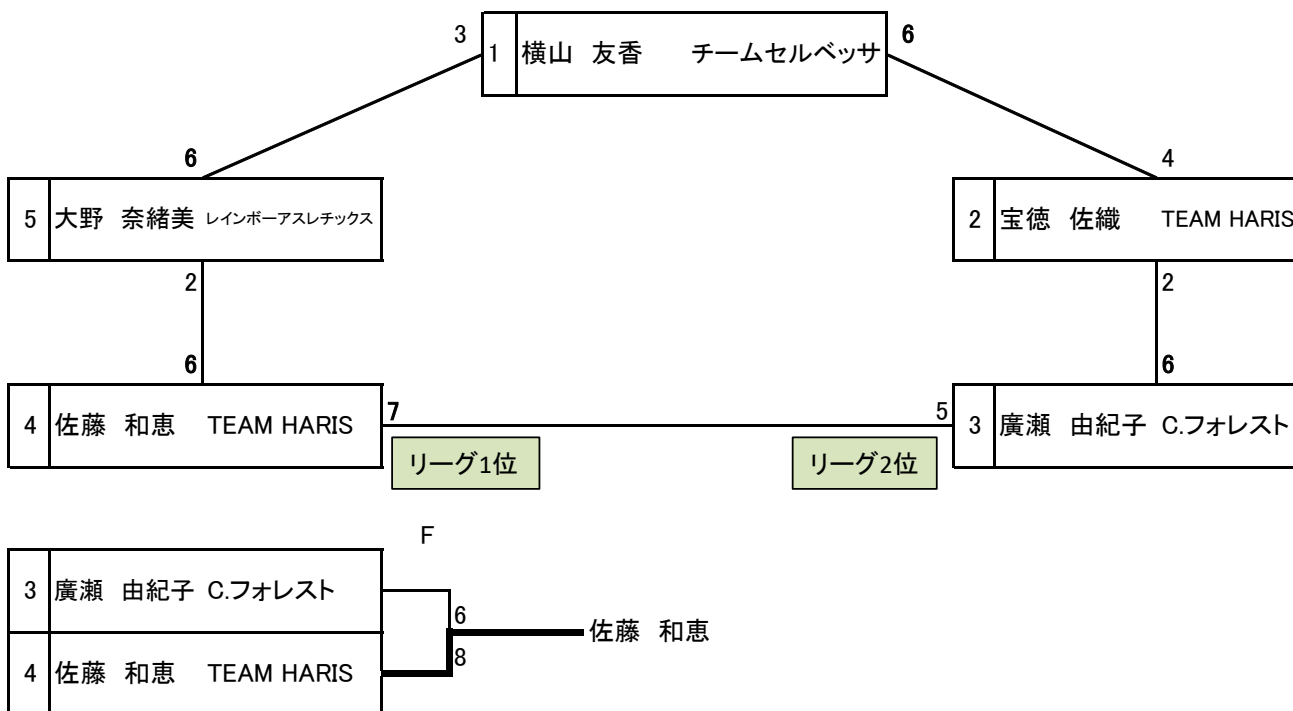 3
1 横山 友香 チームセルベッサ
6
6
4
5 大野 奈緒美 レインボーアスレチックス
2 宝徳 佐織 TEAM HARIS
2
2
6
6
4 佐藤 和恵 TEAM HARIS
7
5
3 廣瀬 由紀子 C.フォレスト
リーグ1位
リーグ2位
F
3 廣瀬 由紀子 C.フォレスト
6
佐藤 和恵
8
4 佐藤 和恵 TEAM HARIS